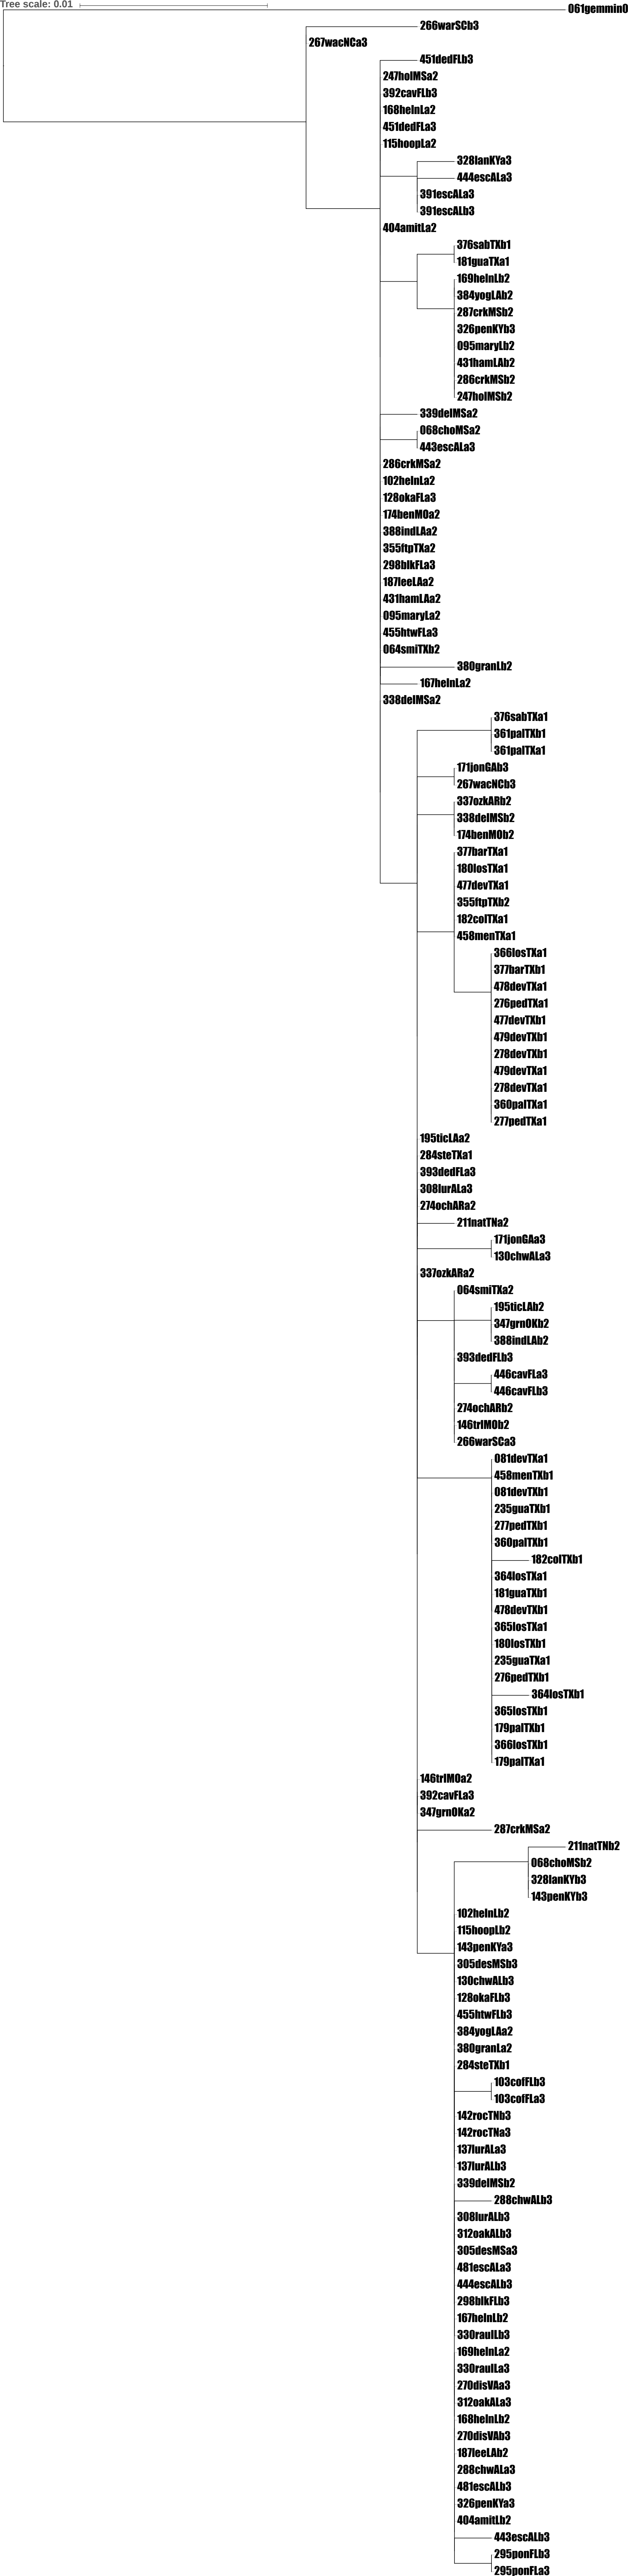 Tree scale: 0.01
061gemmin0
266warSCb3
267wacNCa3
451dedFLb3
247holMSa2
392cavFLb3
168helnLa2
451dedFLa3
115hoopLa2
328lanKYa3
444escALa3
391escALa3
391escALb3
404amitLa2
376sabTXb1
181guaTXa1
169helnLb2
384yogLAb2
287crkMSb2
326penKYb3
095maryLb2
431hamLAb2
286crkMSb2
247holMSb2
339delMSa2
068choMSa2
443escALa3
286crkMSa2
102helnLa2
128okaFLa3
174benMOa2
388indLAa2
355ftpTXa2
298blkFLa3
187leeLAa2
431hamLAa2
095maryLa2
455htwFLa3
064smiTXb2
380granLb2
167helnLa2
338delMSa2
376sabTXa1
361palTXb1
361palTXa1
171jonGAb3
267wacNCb3
337ozkARb2
338delMSb2
174benMOb2
377barTXa1
180losTXa1
477devTXa1
355ftpTXb2
182colTXa1
458menTXa1
366losTXa1
377barTXb1
478devTXa1
276pedTXa1
477devTXb1
479devTXb1
278devTXb1
479devTXa1
278devTXa1
360palTXa1
277pedTXa1
195ticLAa2
284steTXa1
393dedFLa3
308lurALa3
274ochARa2
211natTNa2
171jonGAa3
130chwALa3
337ozkARa2
064smiTXa2
195ticLAb2
347grnOKb2
388indLAb2
393dedFLb3
446cavFLa3
446cavFLb3
274ochARb2
146trlMOb2
266warSCa3
081devTXa1
458menTXb1
081devTXb1
235guaTXb1
277pedTXb1
360palTXb1
182colTXb1
364losTXa1
181guaTXb1
478devTXb1
365losTXa1
180losTXb1
235guaTXa1
276pedTXb1
364losTXb1
365losTXb1
179palTXb1
366losTXb1
179palTXa1
146trlMOa2
392cavFLa3
347grnOKa2
287crkMSa2
211natTNb2
068choMSb2
328lanKYb3
143penKYb3
102helnLb2
115hoopLb2
143penKYa3
305desMSb3
130chwALb3
128okaFLb3
455htwFLb3
384yogLAa2
380granLa2
284steTXb1
103cofFLb3
103cofFLa3
142rocTNb3
142rocTNa3
137lurALa3
137lurALb3
339delMSb2
288chwALb3
308lurALb3
312oakALb3
305desMSa3
481escALa3
444escALb3
298blkFLb3
167helnLb2
330raulLb3
169helnLa2
330raulLa3
270disVAa3
312oakALa3
168helnLb2
270disVAb3
187leeLAb2
288chwALa3
481escALb3
326penKYa3
404amitLb2
443escALb3
295ponFLb3
295ponFLa3